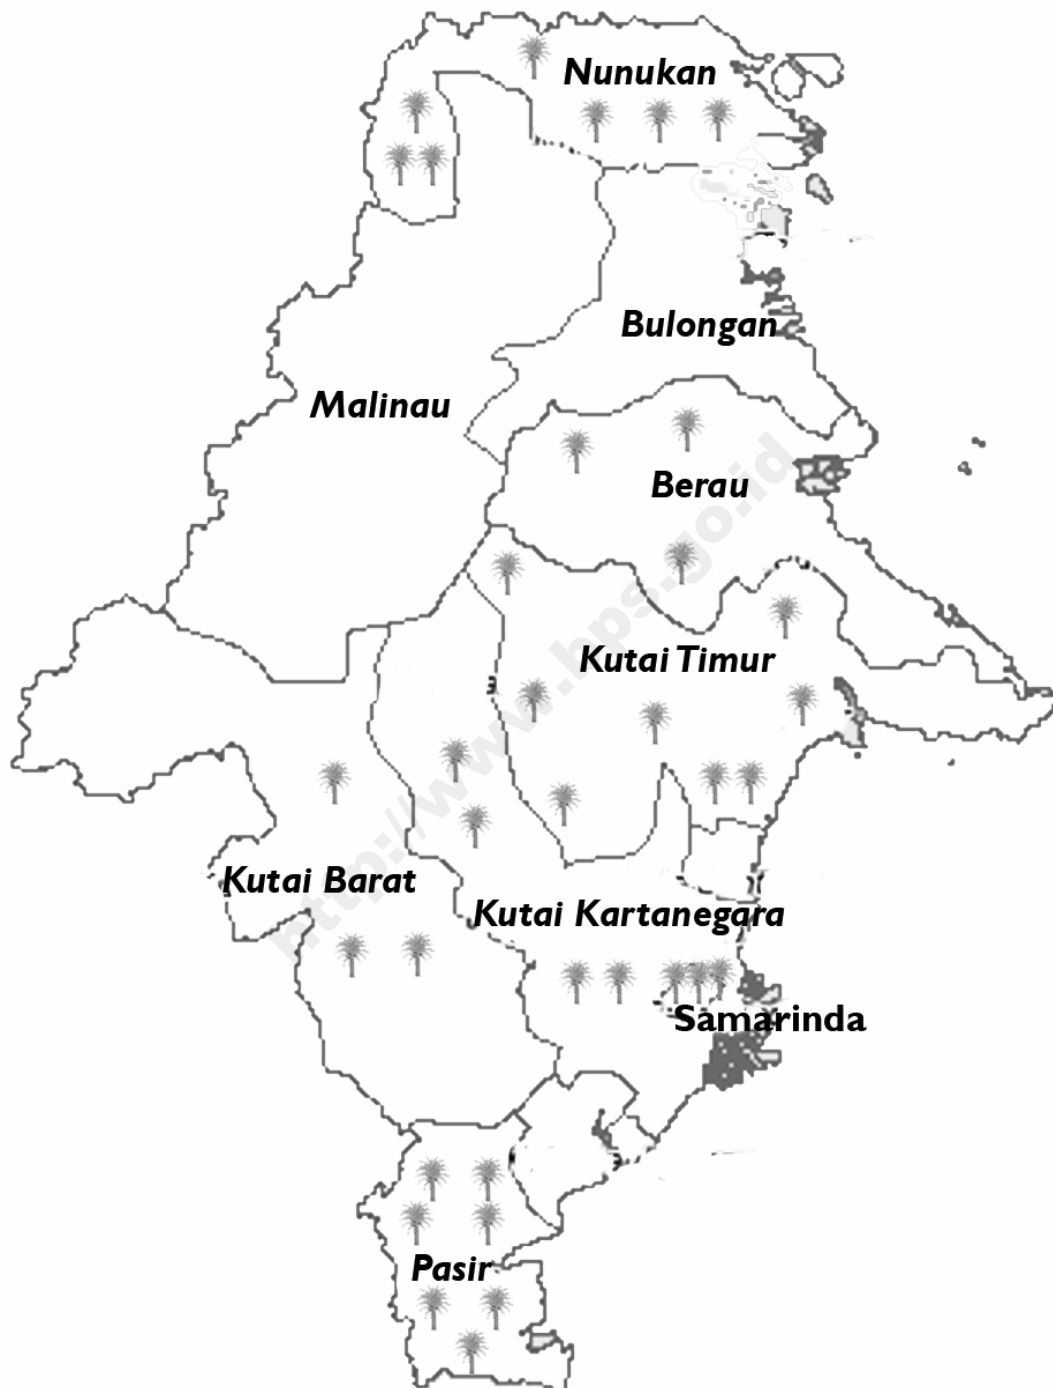 Nunukan
Bulongan
Malinau
Berau
Kutai Timur
Kutai Barat
Kutai Kartanegara
Samarinda
Pasir
http://www.bps.go.id